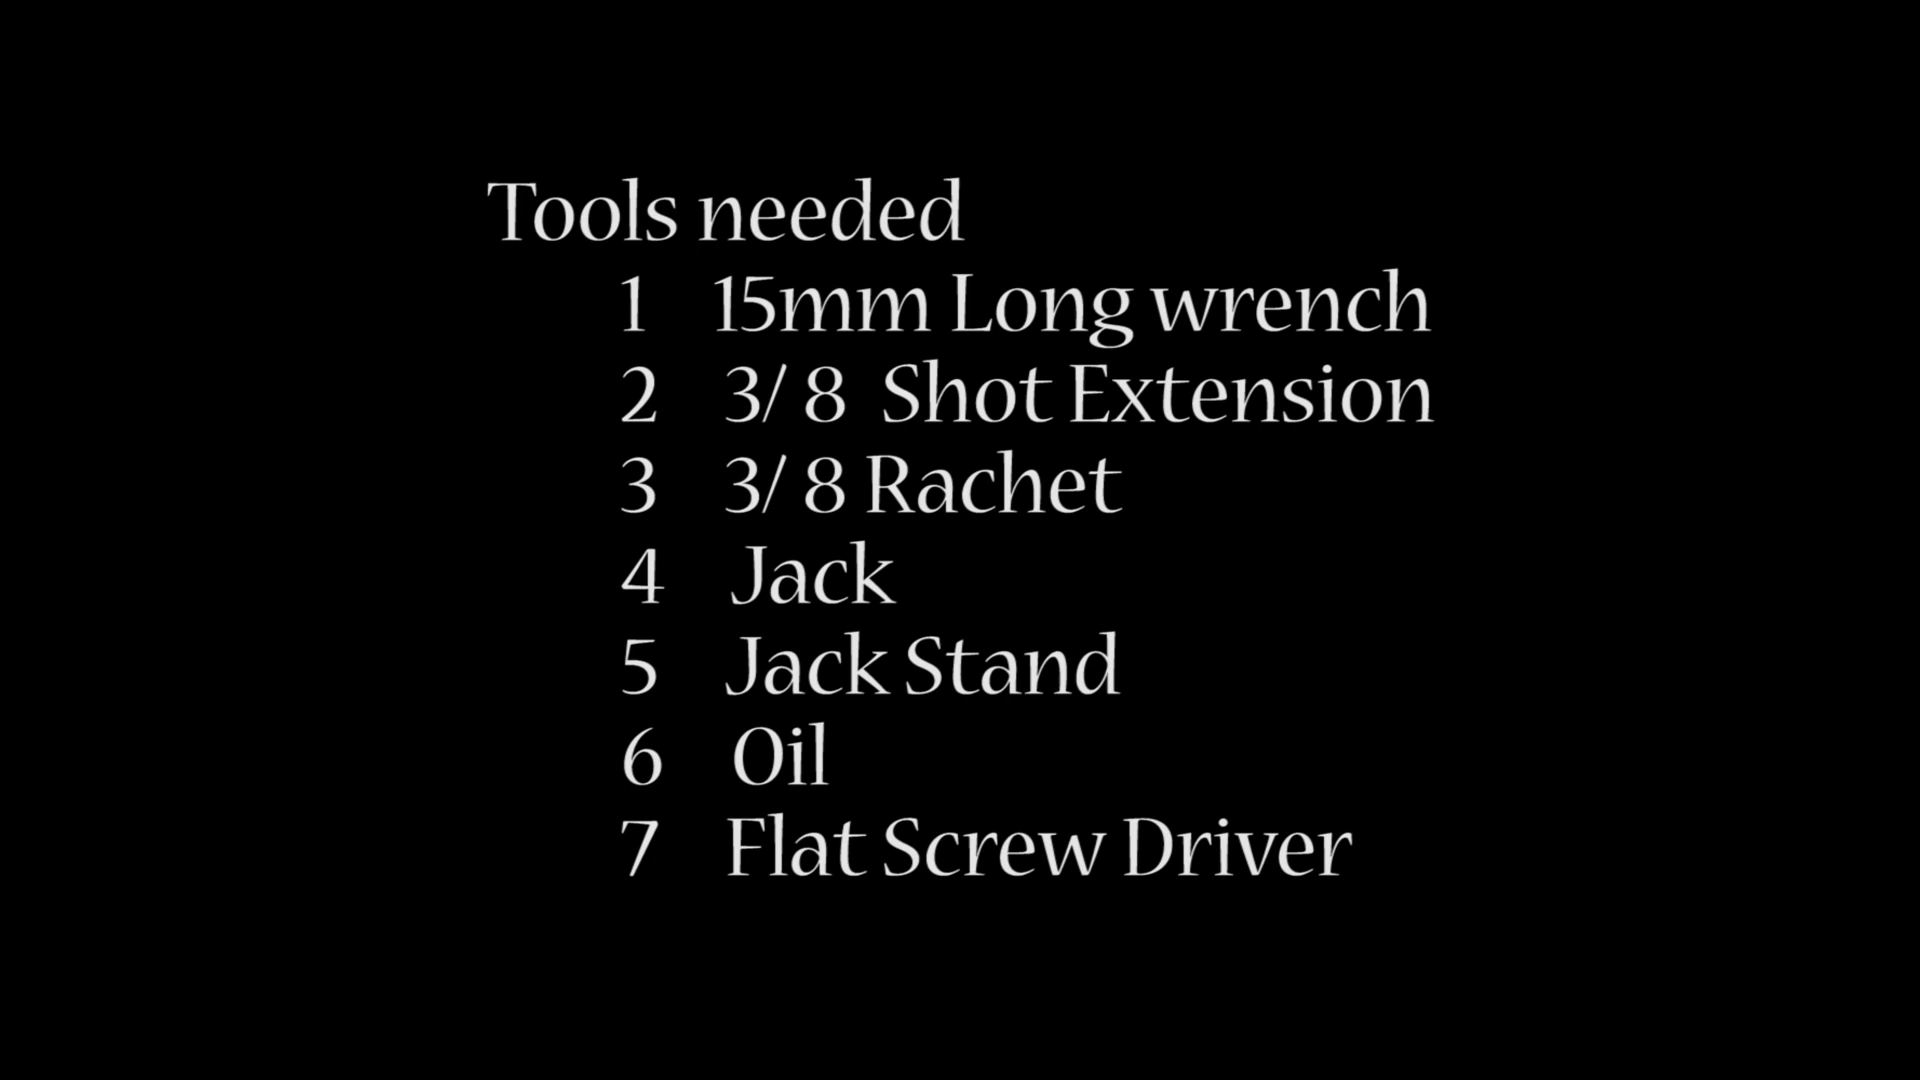 Tools needed
1 15mm Long wrench
2 3/ 8 Shot Extension
3 3/ 8 Rachet
4 Jack
5 Jack Stand
6 Oil
7 Flat Screw Driver